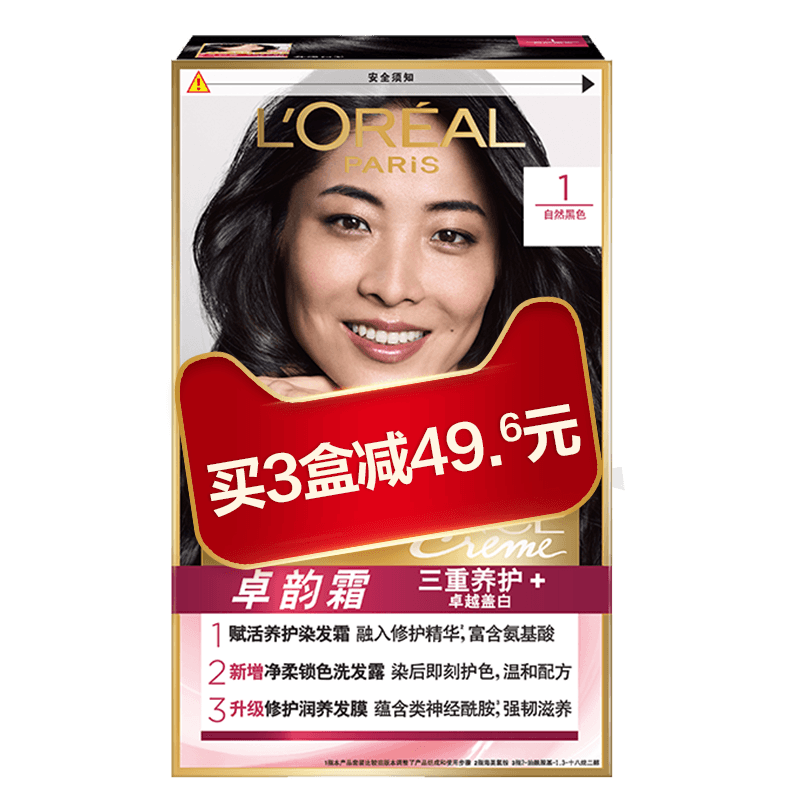 1
安全须知
L'ORÉAL
PARiS
1
自然黑色
买3盒减49.6元
Creme
卓韵霜
三重养护+
卓越盖白
1 赋活养护染发霜 融入修护精华,富含氨基酸
2 新增净柔锁色洗发露 染后即刻护色,温和配方
3 升级修护润养发膜 蕴含类神经酰胺,强韧滋养